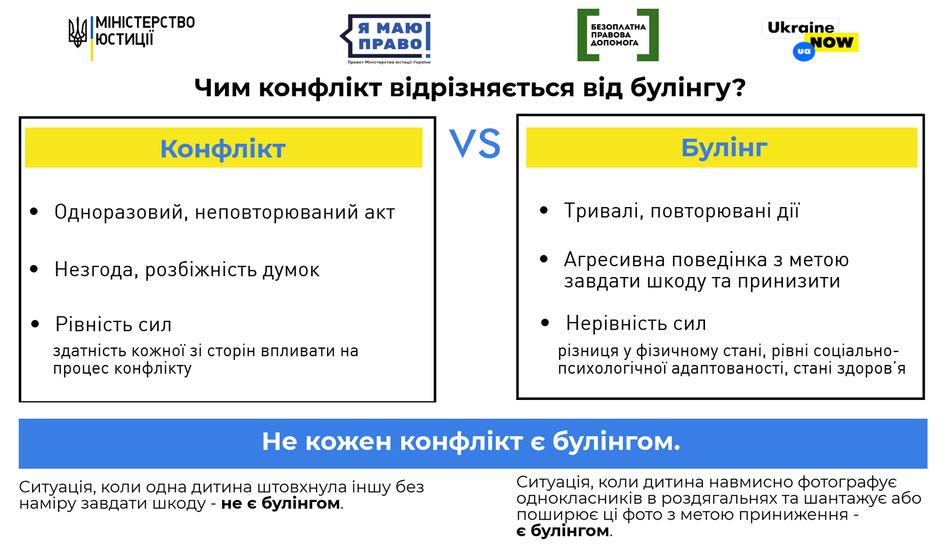 МІНІСТЕРСТВО
ЮСТИЦІЇ
Я МАЮ
ПРАВО!
Проект Міністерства юстиції України
БЕЗОПЛАТНА
ПРАВОВА
ДОПОМОГА
Ukraine
NOW
ua
Чим конфлікт відрізняється від булінгу?
Конфлікт
VS
Булінг
• Одноразовий, неповторюваний акт
• Незгода, розбіжність думок
• Рівність сил
здатність кожної зі сторін впливати на
процес конфлікту
• Тривалі, повторювані дії
• Агресивна поведінка з метою
завдати шкоду та принизити
• Нерівність сил
різниця у фізичному стані, рівні соціально-
психологічної адаптованості, стані здоров’я
Не кожен конфлікт є булінгом.
Ситуація, коли одна дитина штовхнула іншу без
наміру завдати шкоду - не є булінгом.
Ситуація, коли дитина навмисно фотографує
однокласників в роздягальнях та шантажує або
поширює ці фото з метою приниження -
є булінгом.